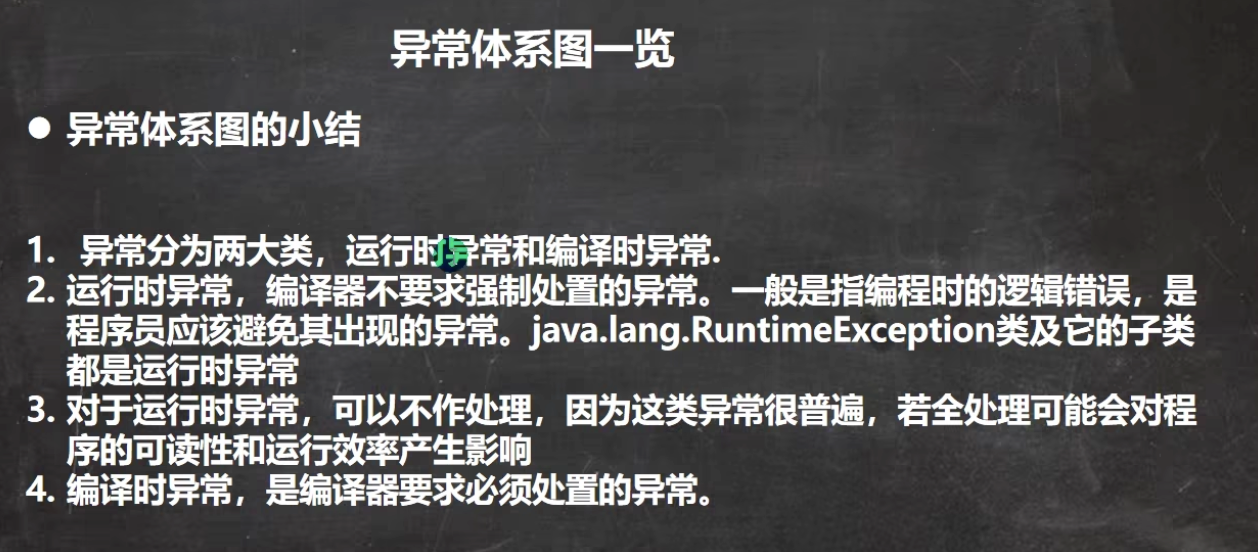 异常体系图一览
● 异常体系图的小结
1. 异常分为两大类，运行时异常和编译时异常.
2. 运行时异常，编译器不要求强制处置的异常。一般是指编程时的逻辑错误，是
程序员应该避免其出现的异常。java.lang.RuntimeException类及它的子类
都是运行时异常
3. 对于运行时异常，可以不作处理，因为这类异常很普遍，若全处理可能会对程
序的可读性和运行效率产生影响
4. 编译时异常，是编译器要求必须处置的异常。